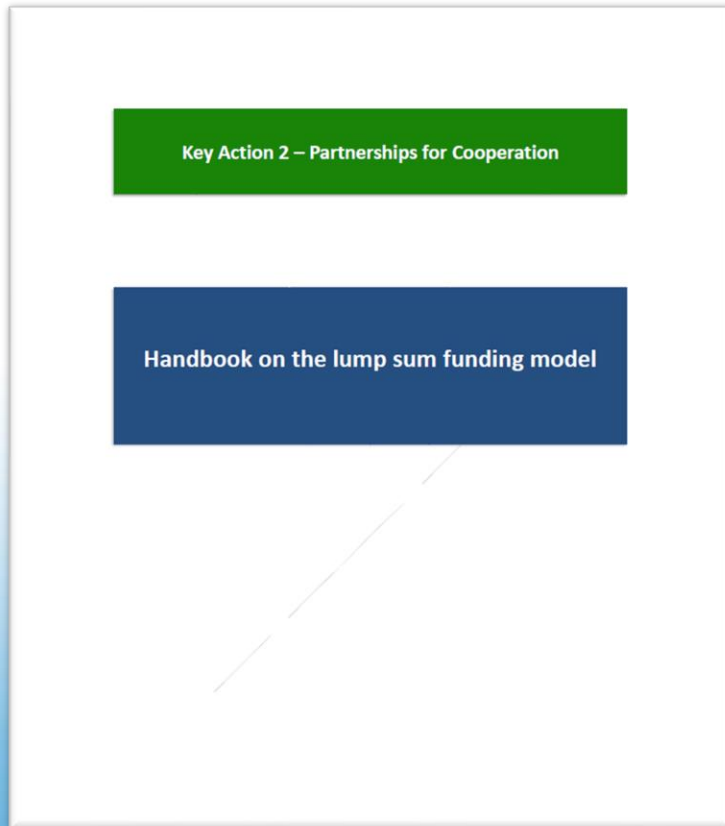 Key Action 2 – Partnerships for Cooperation
Handbook on the lump sum funding model